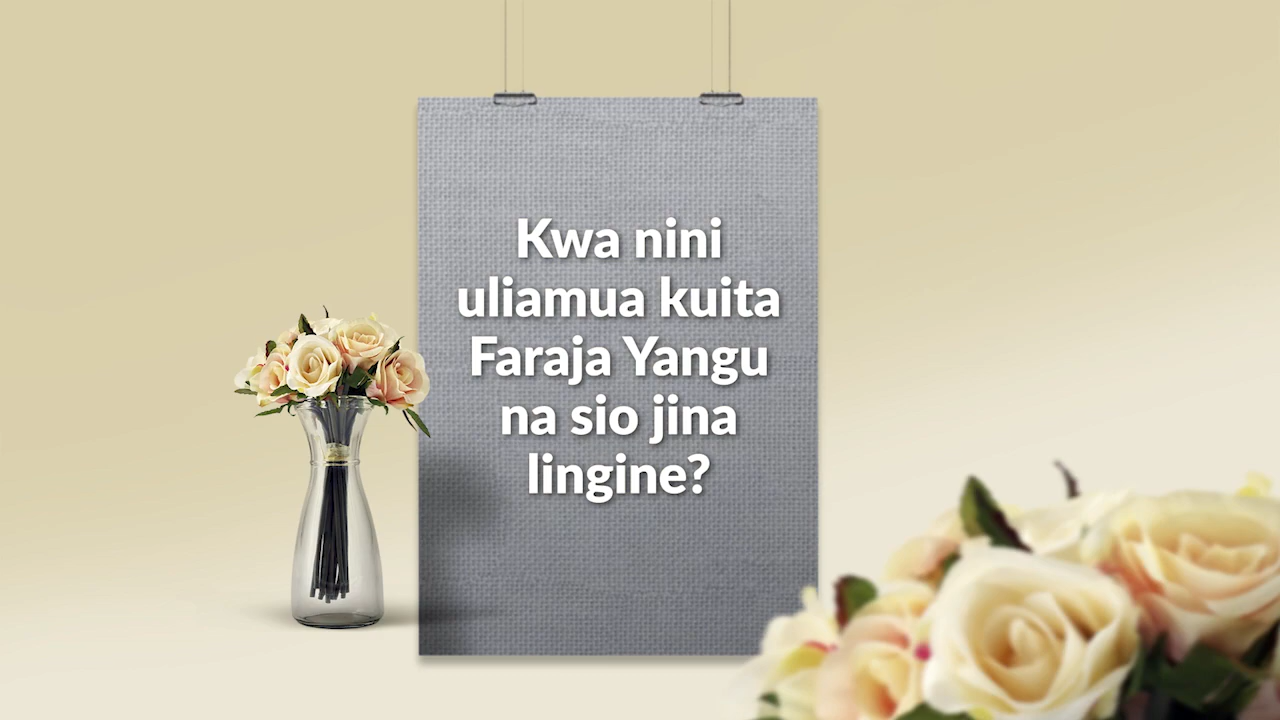 Kwa nini
uliamua kuita
Faraja Yangu
na sio jina
lingine?